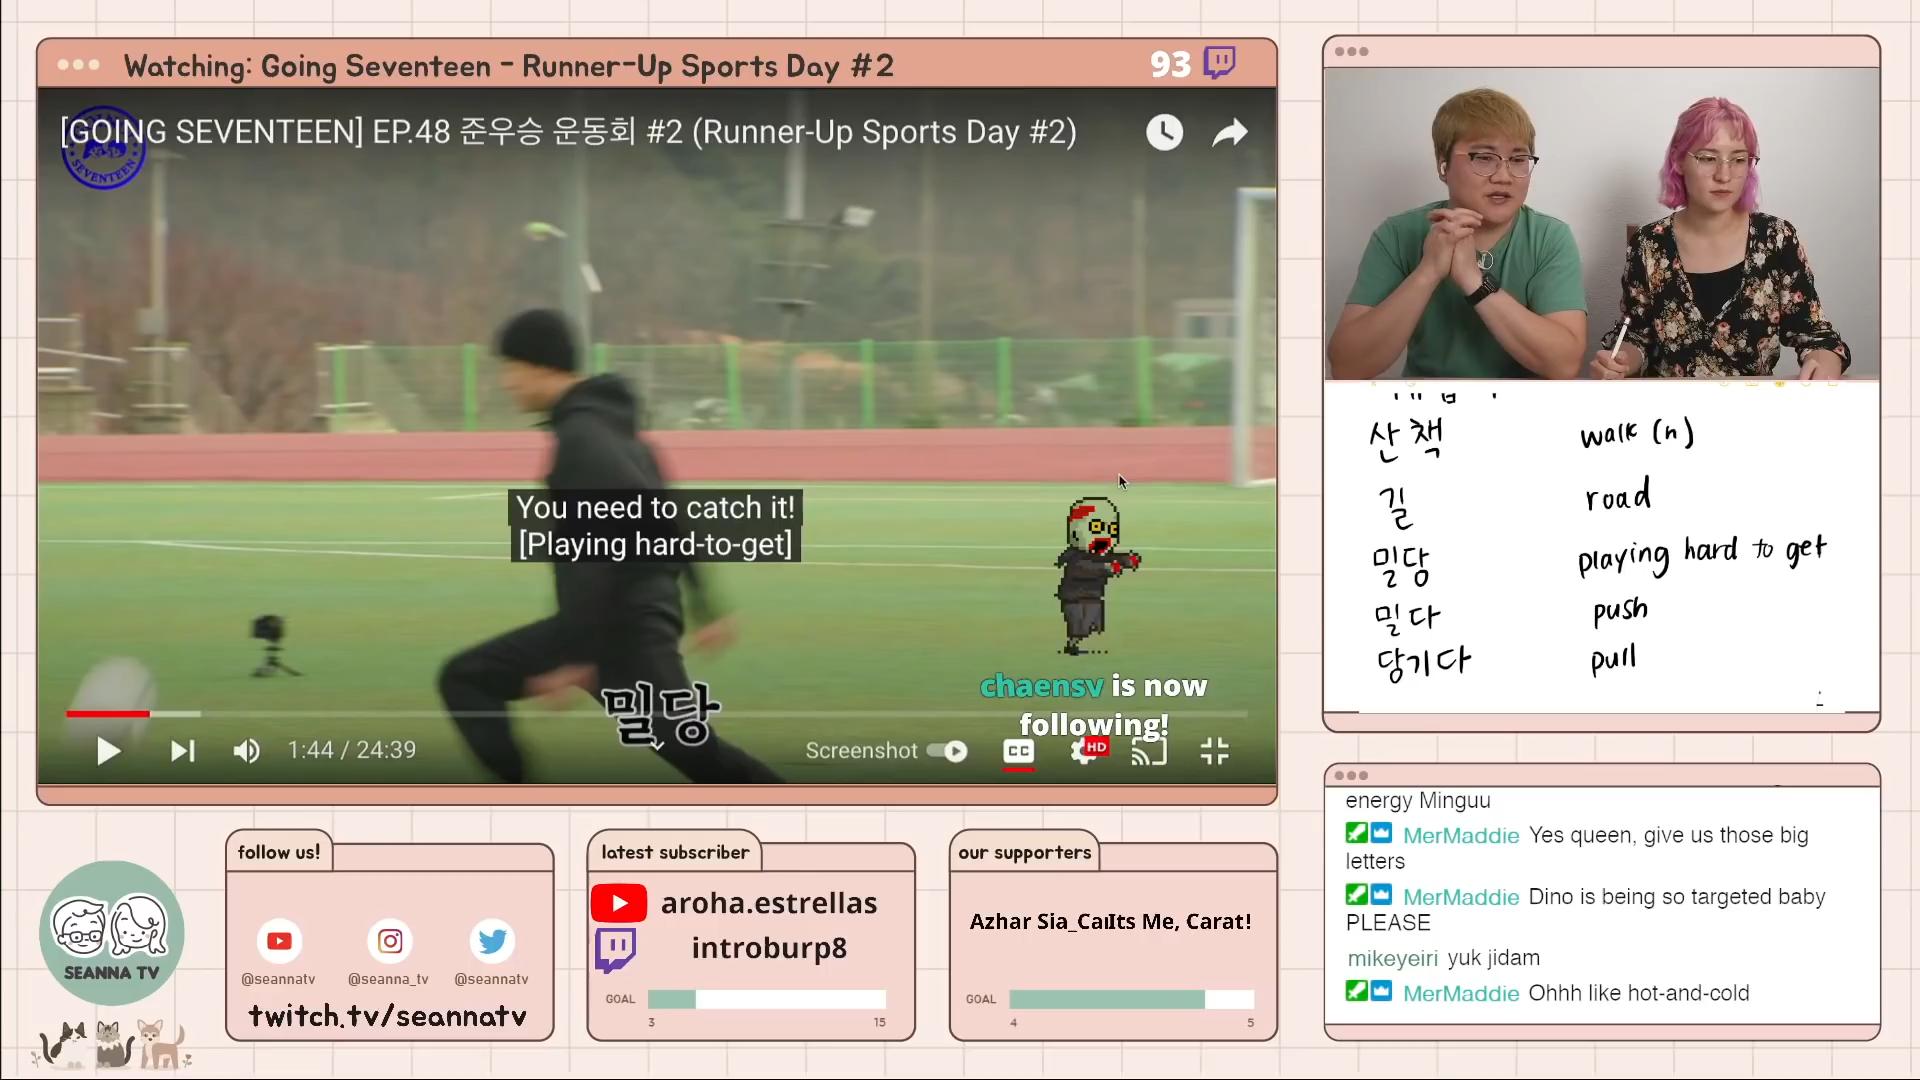 Watching: Going Seventeen - Runner-Up Sports Day #2
93
[GOING SEVENTEEN] EP.48 준우승 운동회 #2 (Runner-Up Sports Day #2)
SEVENTEEN
You need to catch it!
[Playing hard-to-get]
밀당
chaensv is now
following!
1:44 / 24:39
Screenshot
CC
HD
산책 walk (n)
길 road
밀당 playing hard to get
밀다 push
당기다 pull
energy Minguu
MerMaddie Yes queen, give us those big
letters
MerMaddie Dino is being so targeted baby
PLEASE
mikeyeiri yuk jidam
MerMaddie Ohhh like hot-and-cold
SEANNA TV
follow us!
@seannatv
@seanna_tv
@seannatv
twitch.tv/seannatv
latest subscriber
aroha.estrellas
introburp8
GOAL
3
15
our supporters
Azhar Sia_Ca Its Me, Carat!
GOAL
4
5